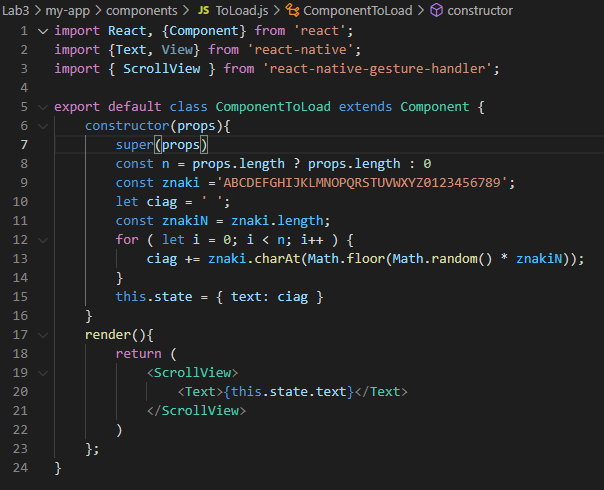 Lab3 > my-app > components > JS ToLoad.js > ComponentToLoad > constructor
1 import React, {Component} from 'react';
2 import {Text, View} from 'react-native';
3 import { ScrollView } from 'react-native-gesture-handler';
4
5 export default class ComponentToLoad extends Component {
6 constructor(props){
7 super(props)
8 const n = props.length ? props.length : 0
9 const znaki ='ABCDEFGHIJKLMNOPQRSTUVWXYZ0123456789';
10 let ciag = ' ';
11 const znakiN = znaki.length;
12 for ( let i = 0; i < n; i++ ) {
13 ciag += znaki.charAt(Math.floor(Math.random() * znakiN));
14 }
15 this.state = { text: ciag }
16 }
17 render(){
18 return (
19 <ScrollView>
20 <Text>{this.state.text}</Text>
21 </ScrollView>
22 )
23 };
24 }